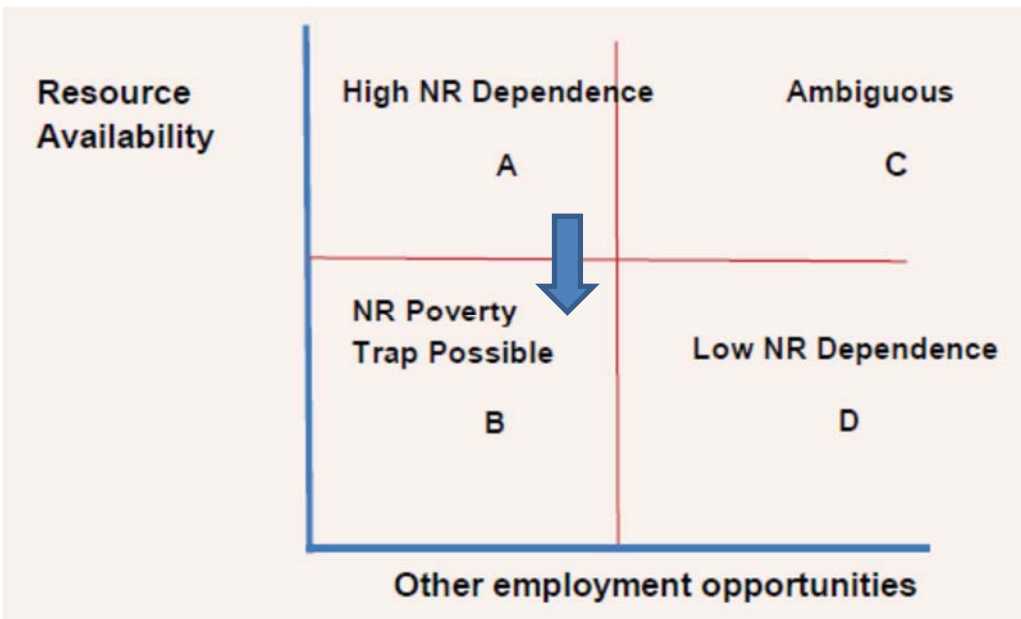 Resource
Availability
High NR Dependence
A
Ambiguous
C
NR Poverty
Trap Possible
B
Low NR Dependence
D
Other employment opportunities